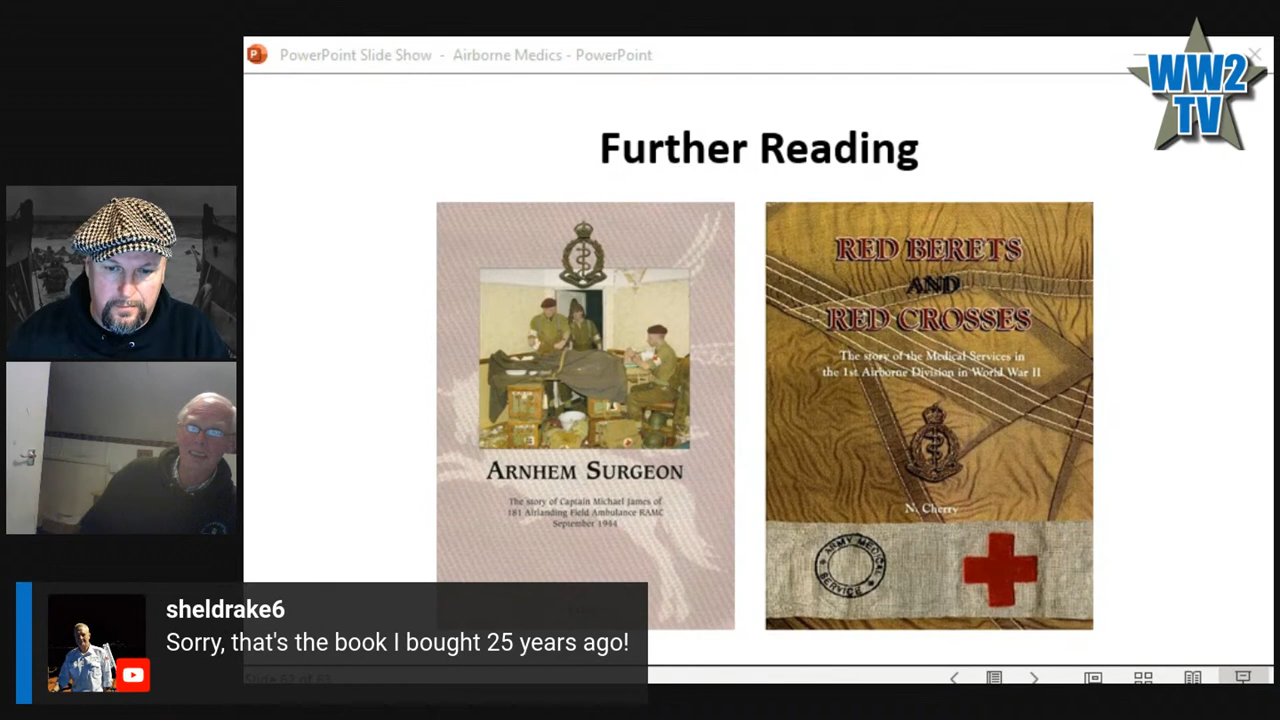 PowerPoint Slide Show - Airborne Medics - PowerPoint
WW2
TV
Further Reading
ARNHEM SURGEON
The story of Captain Michael James of
181 Airlanding Field Ambulance RAMC
September 1944
RED BERETS
AND
RED CROSSES
The story of the Medical Services in
the 1st Airborne Division in World War II
N. Cherry
ARMY MEDICAL
SERVICE
sheldrake6
Sorry, that's the book I bought 25 years ago!